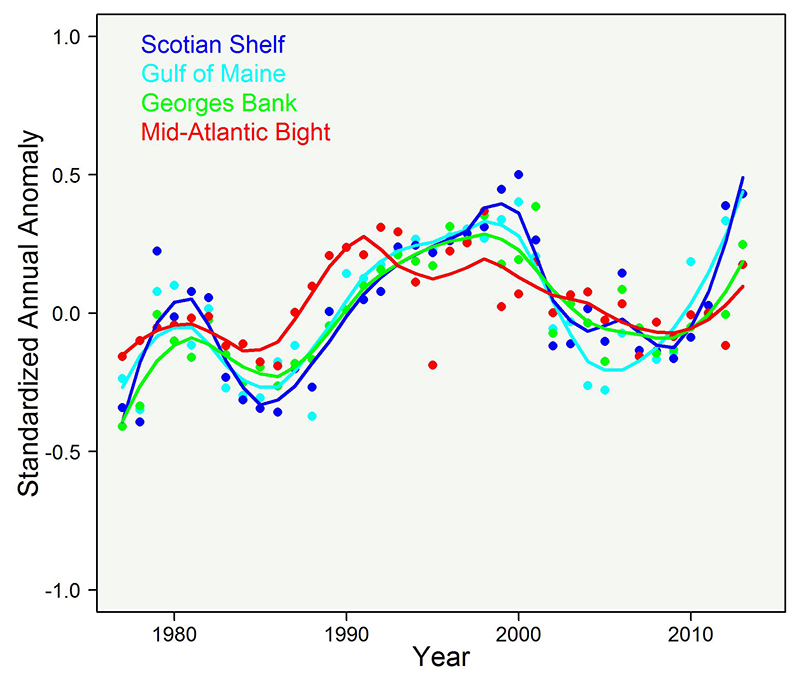 Scotian Shelf
Gulf of Maine
Georges Bank
Mid-Atlantic Bight
Standardized Annual Anomaly
1.0
0.5
0.0
-0.5
-1.0
1980 1990 2000 2010
Year